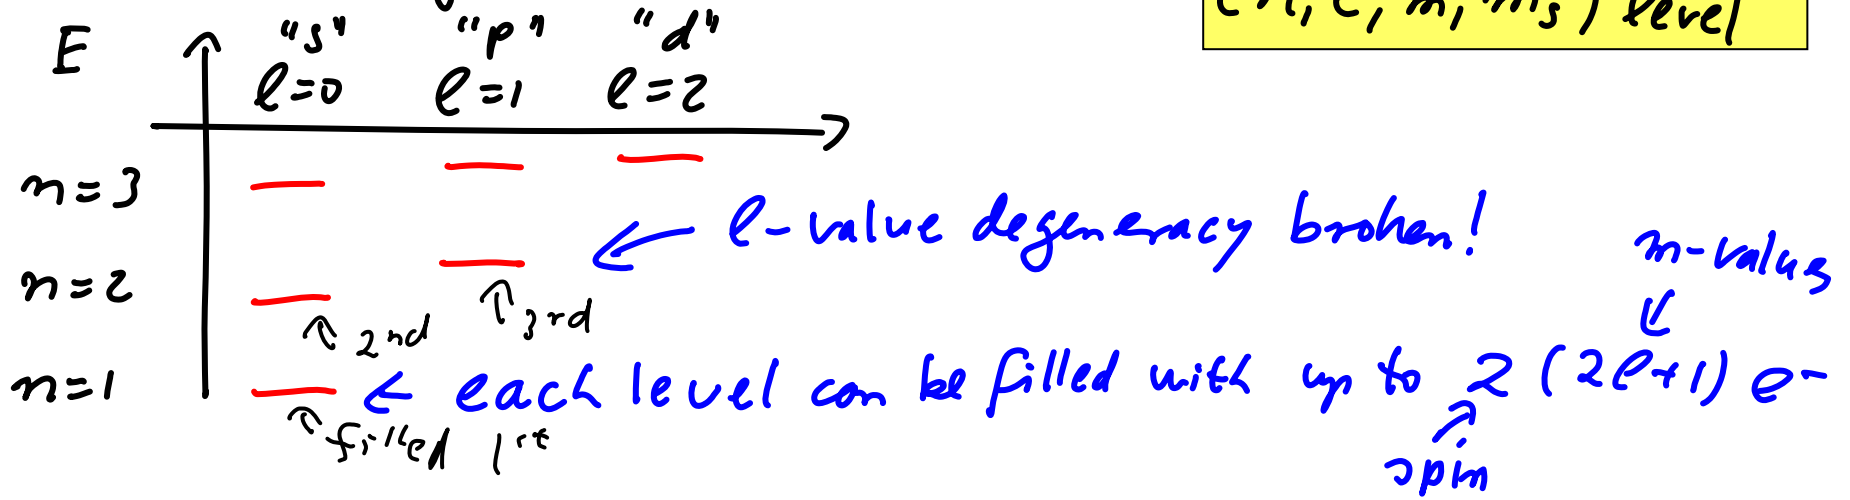 (n, l, m, ms) level
E "s" "p" "d"
l=0 l=1 l=2
n=3
l-value degeneracy broken!
m-values
n=2
2nd 3rd
n=1 each level can be filled with up to 2(2l+1) e-
filled 1st
spin